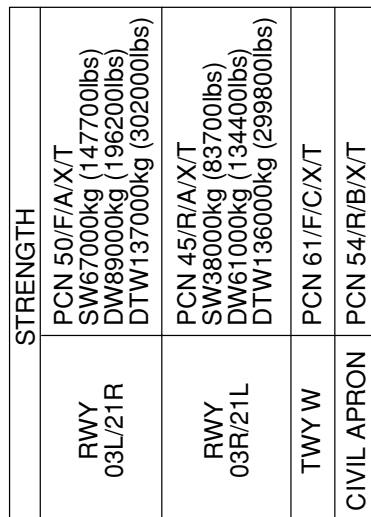 STRENGTH
RWY
03L/21R
PCN 50/F/A/X/T
SW67000kg (147700lbs)
DW89000kg (196200lbs)
DTW137000kg (302000lbs)
RWY
03R/21L
PCN 45/R/A/X/T
SW38000kg (83700lbs)
DW61000kg (134400lbs)
DTW136000kg (299800lbs)
TWY W
PCN 61/F/C/X/T
CIVIL APRON
PCN 54/R/B/X/T